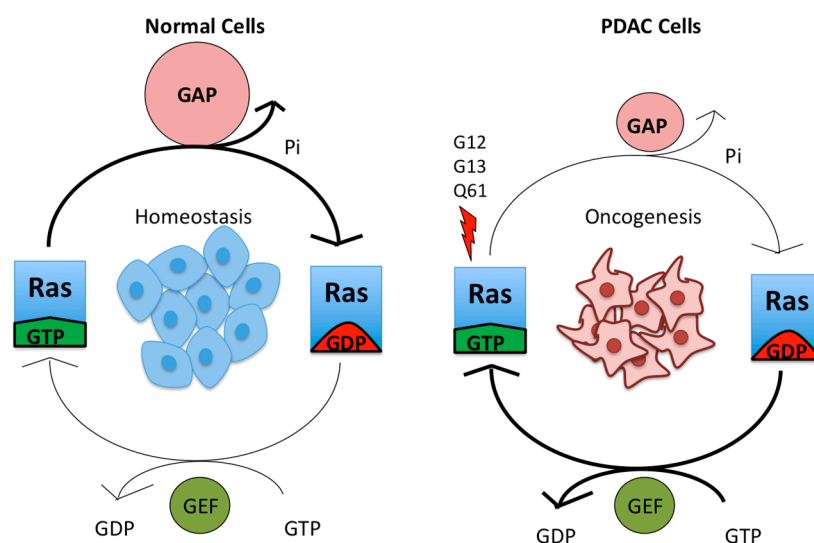 Normal Cells
GAP
Pi
Homeostasis
Ras
GTP
Ras
GDP
GEF
GDP
GTP
PDAC Cells
GAP
G12
G13
Q61
Pi
Oncogenesis
Ras
GTP
Ras
GDP
GEF
GDP
GTP